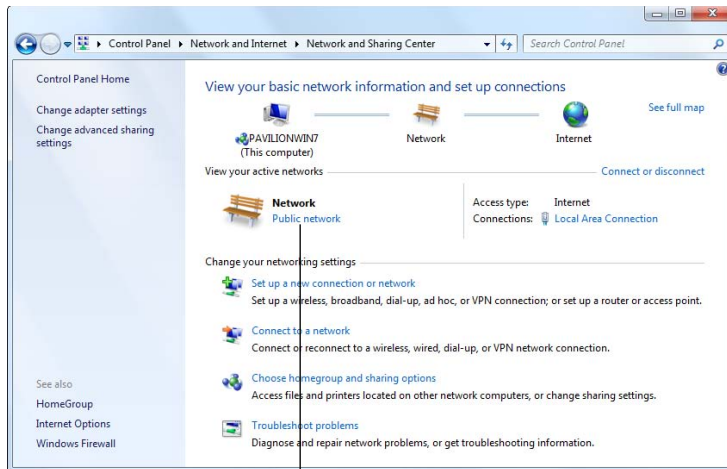 Control Panel ▸ Network and Internet ▸ Network and Sharing Center
Search Control Panel
Control Panel Home
Change adapter settings
Change advanced sharing
settings
See also
HomeGroup
Internet Options
Windows Firewall
View your basic network information and set up connections
See full map
PAVILIONWIN7
(This computer)
Network
Internet
View your active networks
Connect or disconnect
Network
Public network
Access type: Internet
Connections: Local Area Connection
Change your networking settings
Set up a new connection or network
Set up a wireless, broadband, dial-up, ad hoc, or VPN connection; or set up a router or access point.
Connect to a network
Connect or reconnect to a wireless, wired, dial-up, or VPN network connection.
Choose homegroup and sharing options
Access files and printers located on other network computers, or change sharing settings.
Troubleshoot problems
Diagnose and repair network problems, or get troubleshooting information.